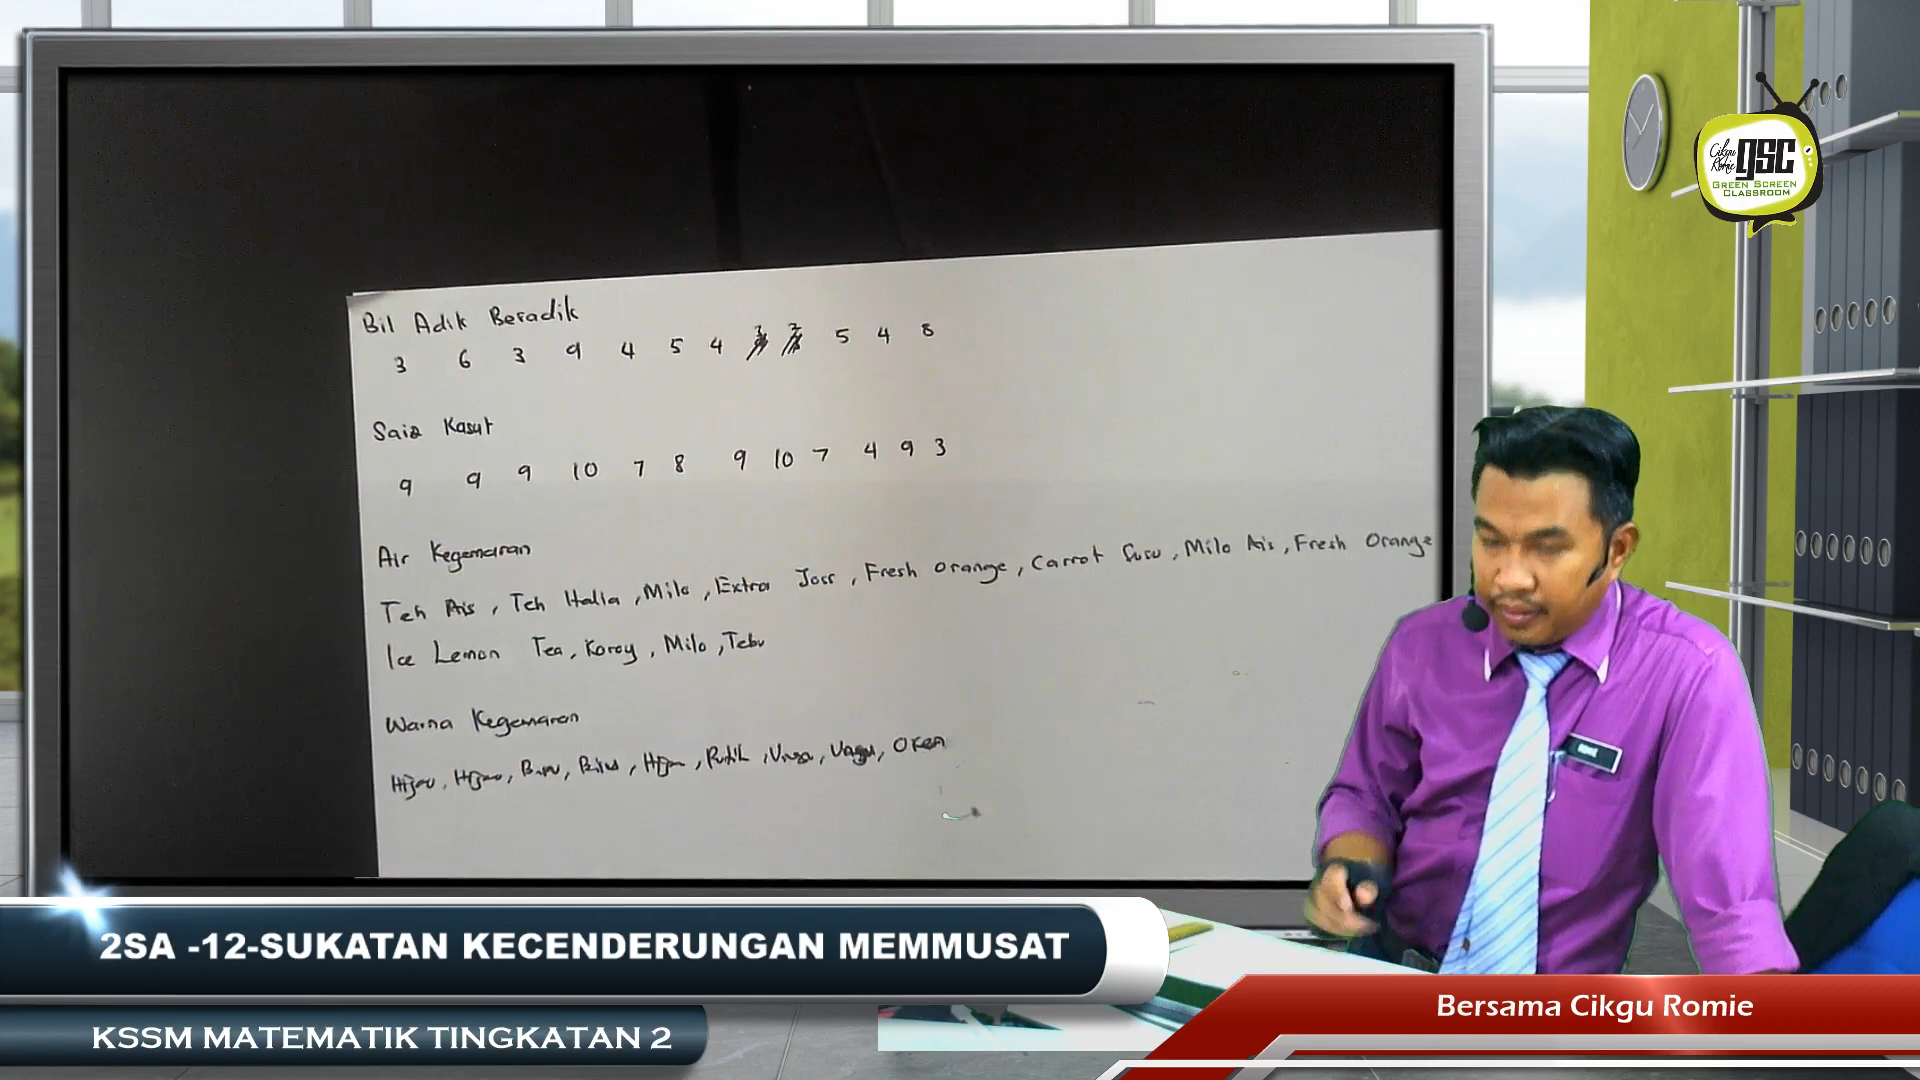 Bil Adik Beradik
3 6 3 9 4 5 4 3 2 5 4 8
Saiz Kasut
9 9 9 10 7 8 9 10 7 4 9 3
Air Kegemaran
Teh Ais, Teh Halia, Milo, Extra Joss, Fresh Orange, Carrot Susu, Milo Ais, Fresh Orange
Ice Lemon Tea, , Milo, Tebu
Warna Kegemaran
Hijau, Hijau, Biru, , Hijau, Putih, Ungu, Ungu, Oren
Cikgu Romie GSC
GREEN SCREEN
CLASSROOM
2SA -12-SUKATAN KECENDERUNGAN MEMMUSAT
KSSM MATEMATIK TINGKATAN 2
Bersama Cikgu Romie